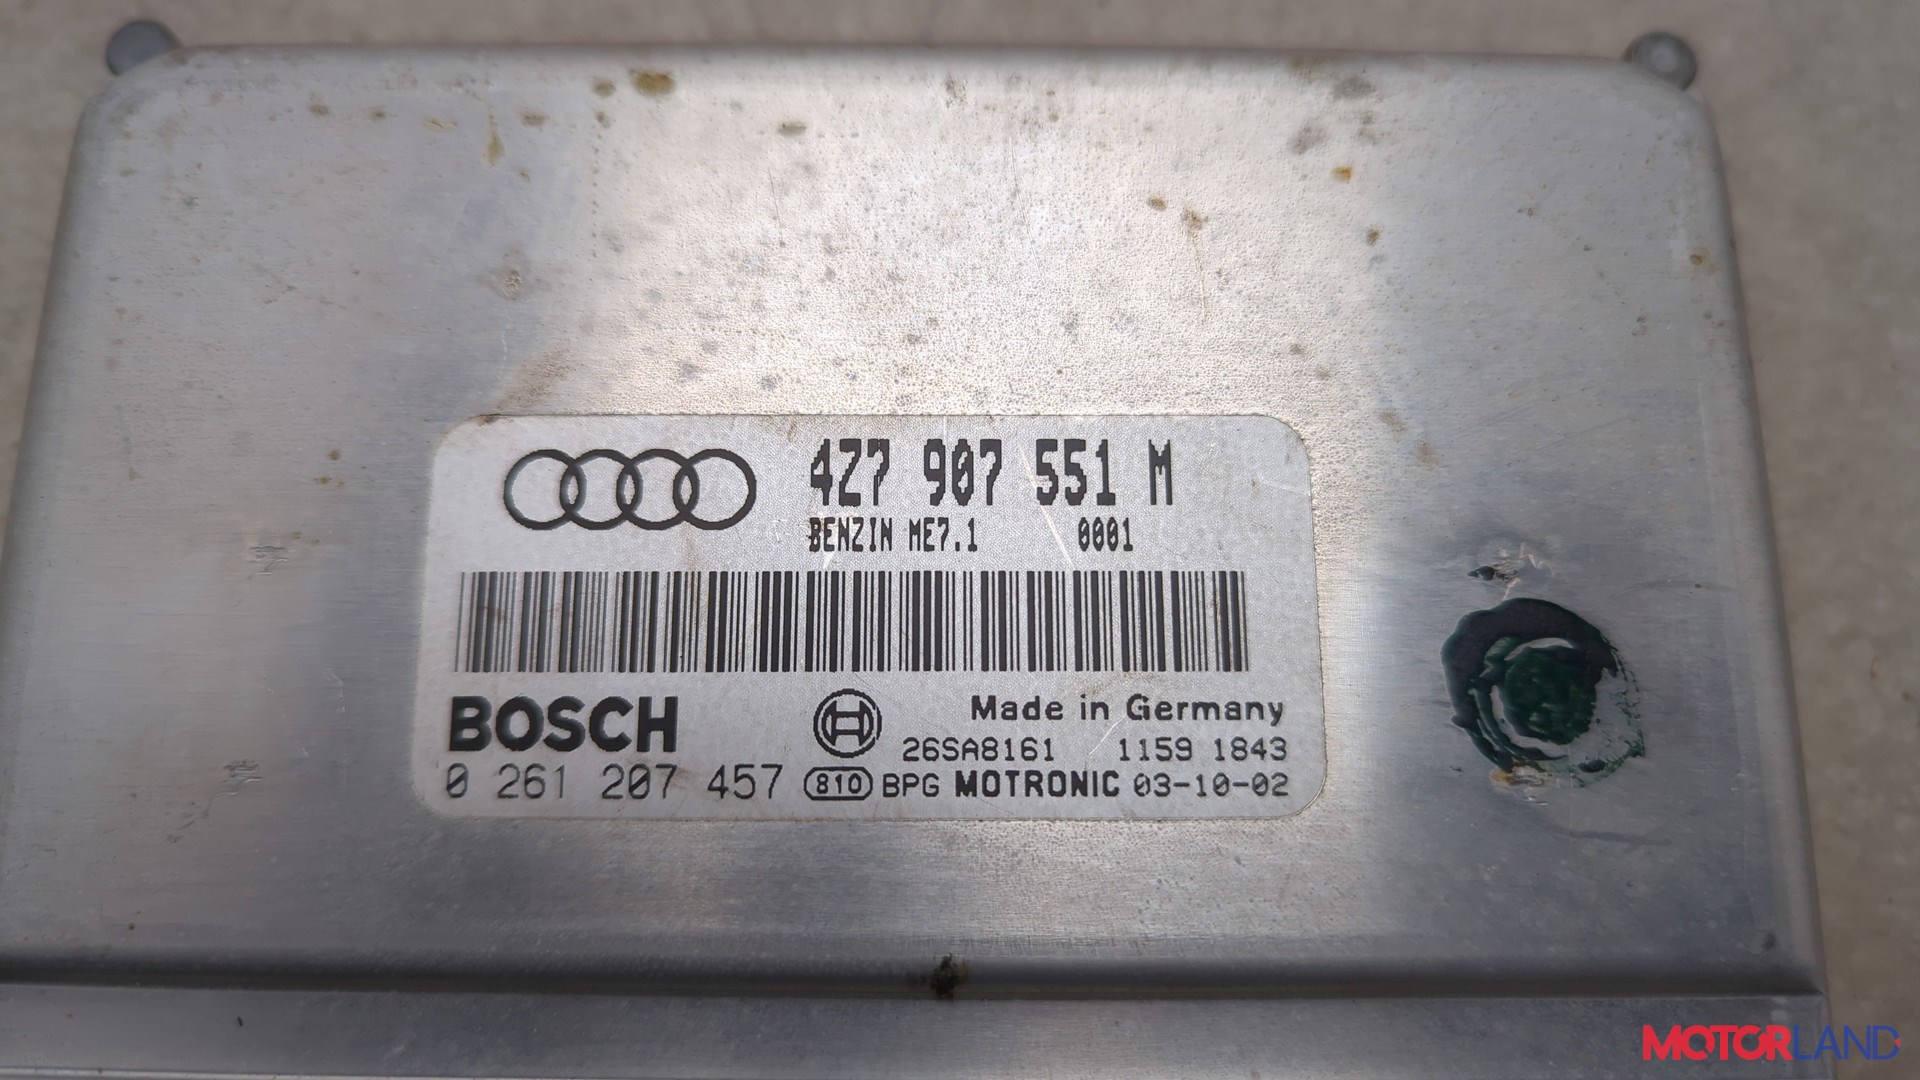 4Z7 907 551 M
BENZIN ME7.1 0001
BOSCH
Made in Germany
26SA8161 1159 1843
0 261 207 457 810 BPG MOTRONIC 03-10-02
MOTORLAND